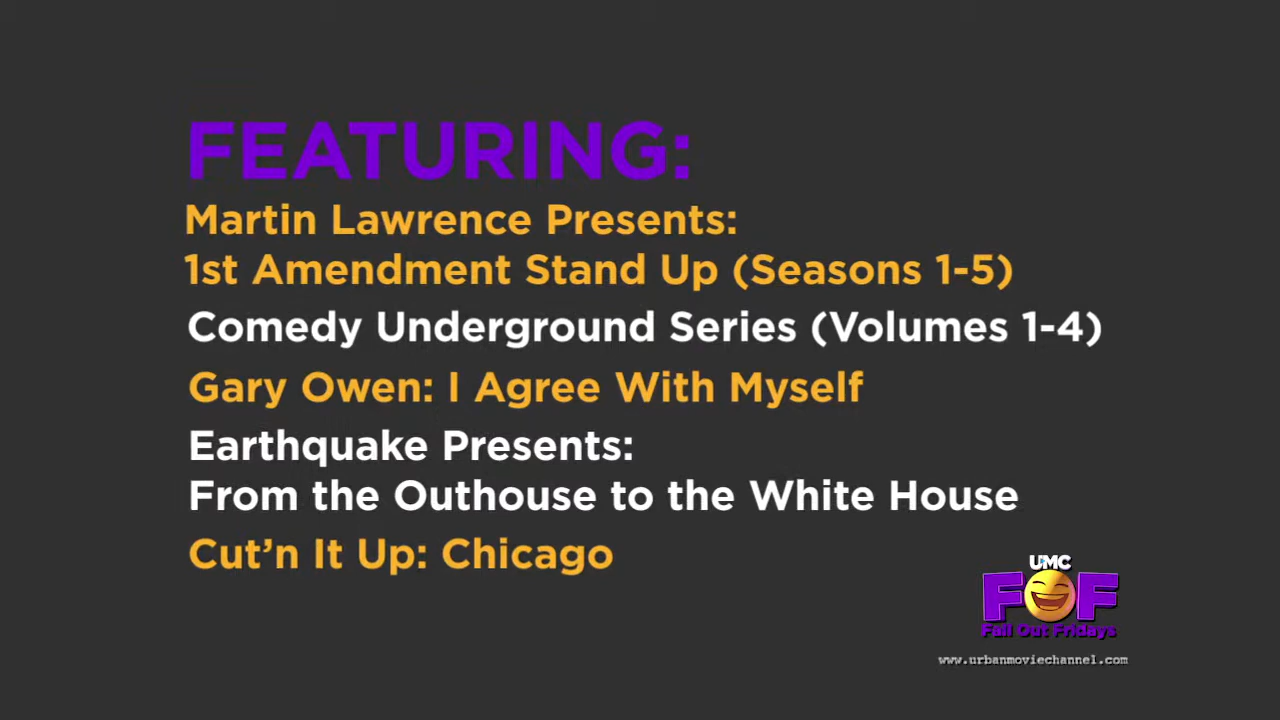 FEATURING:
Martin Lawrence Presents:
1st Amendment Stand Up (Seasons 1-5)
Comedy Underground Series (Volumes 1-4)
Gary Owen: I Agree With Myself
Earthquake Presents:
From the Outhouse to the White House
Cut’n It Up: Chicago
UMC
FOF
Fall Out Fridays
www.urbanmoviechannel.com